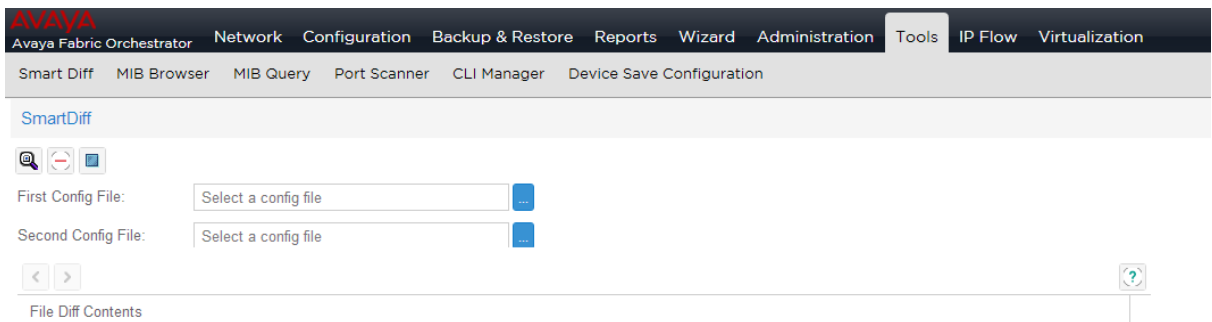 AVAYA
Avaya Fabric Orchestrator Network Configuration Backup & Restore Reports Wizard Administration Tools IP Flow Virtualization
Smart Diff MIB Browser MIB Query Port Scanner CLI Manager Device Save Configuration
SmartDiff
First Config File: Select a config file ...
Second Config File: Select a config file ...
< > ?
File Diff Contents